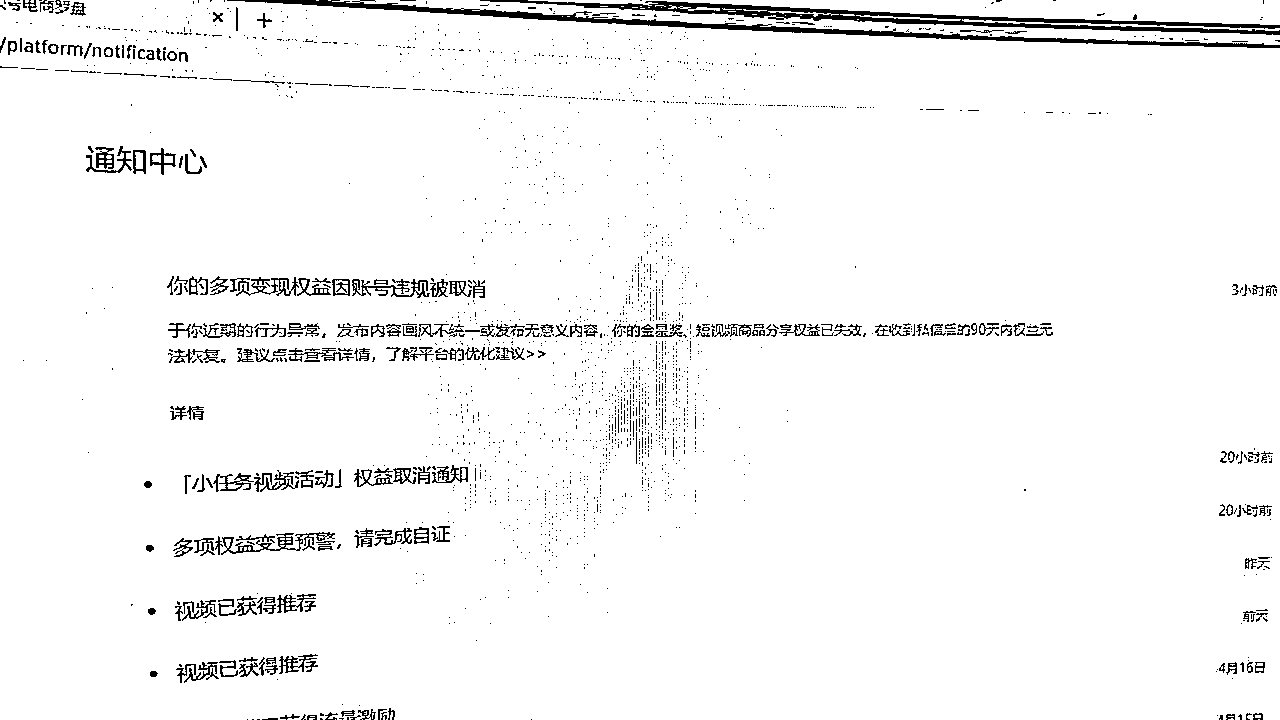 号电商罗盘
× | +
/platform/notification
通知中心
你的多项变现权益因账号违规被取消
3小时前
于你近期的行为异常，发布内容画风不统一或发布无意义内容，你的金星奖、短视频商品分享权益已失效，在收到私信后的90天内权益无
法恢复。建议点击查看详情，了解平台的优化建议>>
详情
「小任务视频活动」权益取消通知
20小时前
多项权益变更预警，请完成自证
20小时前
视频已获得推荐
昨天
视频已获得推荐
前天
4月16日
获得流量激励
4月15日